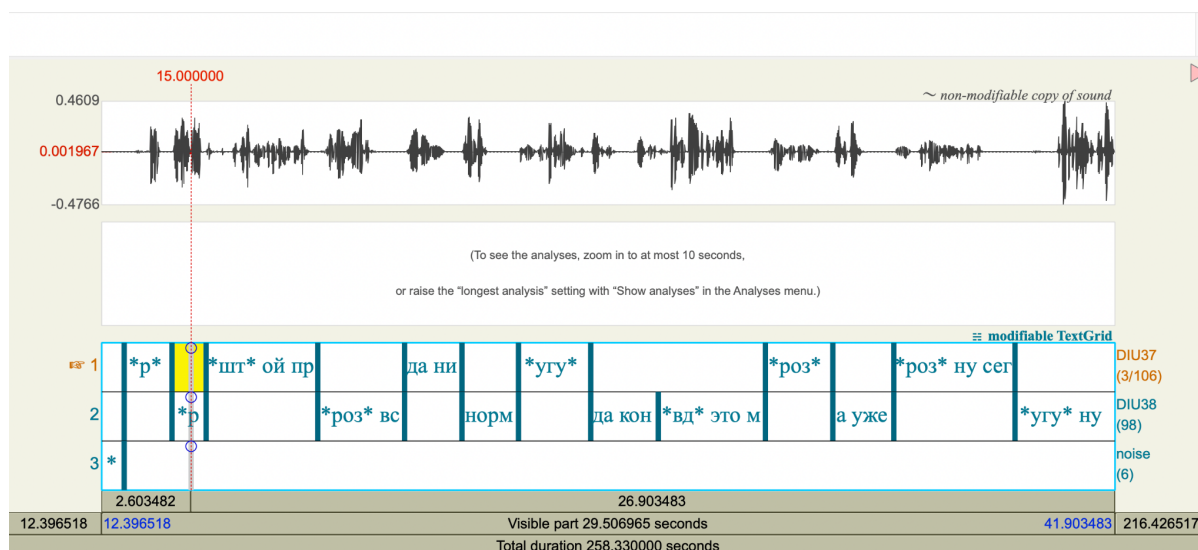 15.000000
0.4609
~ non-modifiable copy of sound
0.001967
-0.4766
(To see the analyses, zoom in to at most 10 seconds,
or raise the “longest analysis” setting with “Show analyses” in the Analyses menu.)
modifiable TextGrid
1 *р* *шт* ой пр да ни *угу* *роз* *роз* ну сег DIU37
(3/106)
2 *р *роз* вс норм да кон *вд* это м а уже *угу* ну DIU38
(98)
3 * noise
(6)
2.603482 26.903483
12.396518 12.396518 Visible part 29.506965 seconds 41.903483 216.426517
Total duration 258.330000 seconds